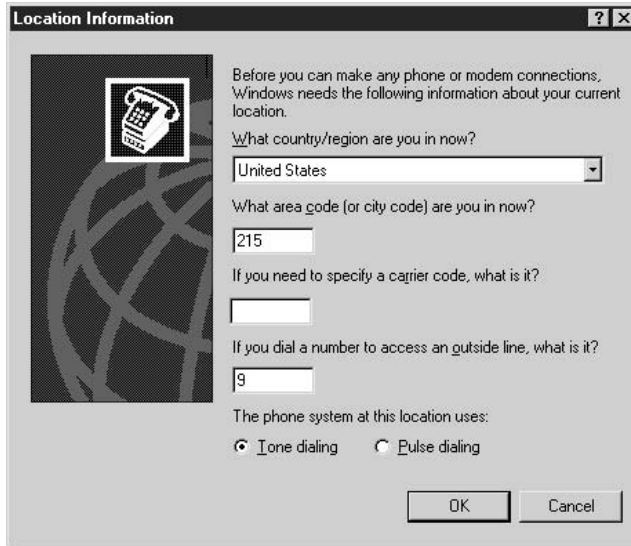 Location Information
Before you can make any phone or modem connections,
Windows needs the following information about your current
location.
What country/region are you in now?
United States
What area code (or city code) are you in now?
215
If you need to specify a carrier code, what is it?
If you dial a number to access an outside line, what is it?
9
The phone system at this location uses:
Tone dialing Pulse dialing
OK Cancel